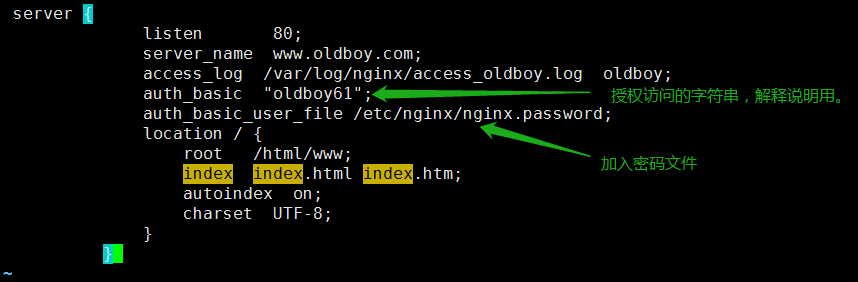 server {
listen 80;
server_name www.oldboy.com;
access_log /var/log/nginx/access_oldboy.log oldboy;
auth_basic "oldboy61"; 授权访问的字符串，解释说明用。
auth_basic_user_file /etc/nginx/nginx.password;
location / {
加入密码文件
root /html/www;
index index.html index.htm;
autoindex on;
charset UTF-8;
}
}
~